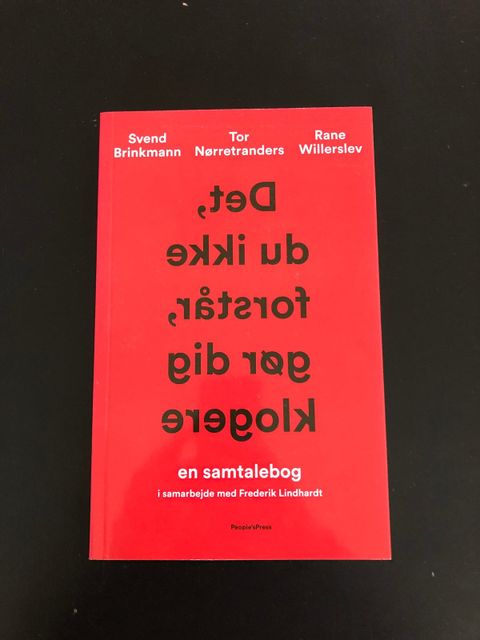 Svend Brinkmann
Tor Nørretranders
Rane Willerslev
Det,
du ikke
forstår,
gør dig
klogere
en samtalebog
i samarbejde med Frederik Lindhardt
People'sPress